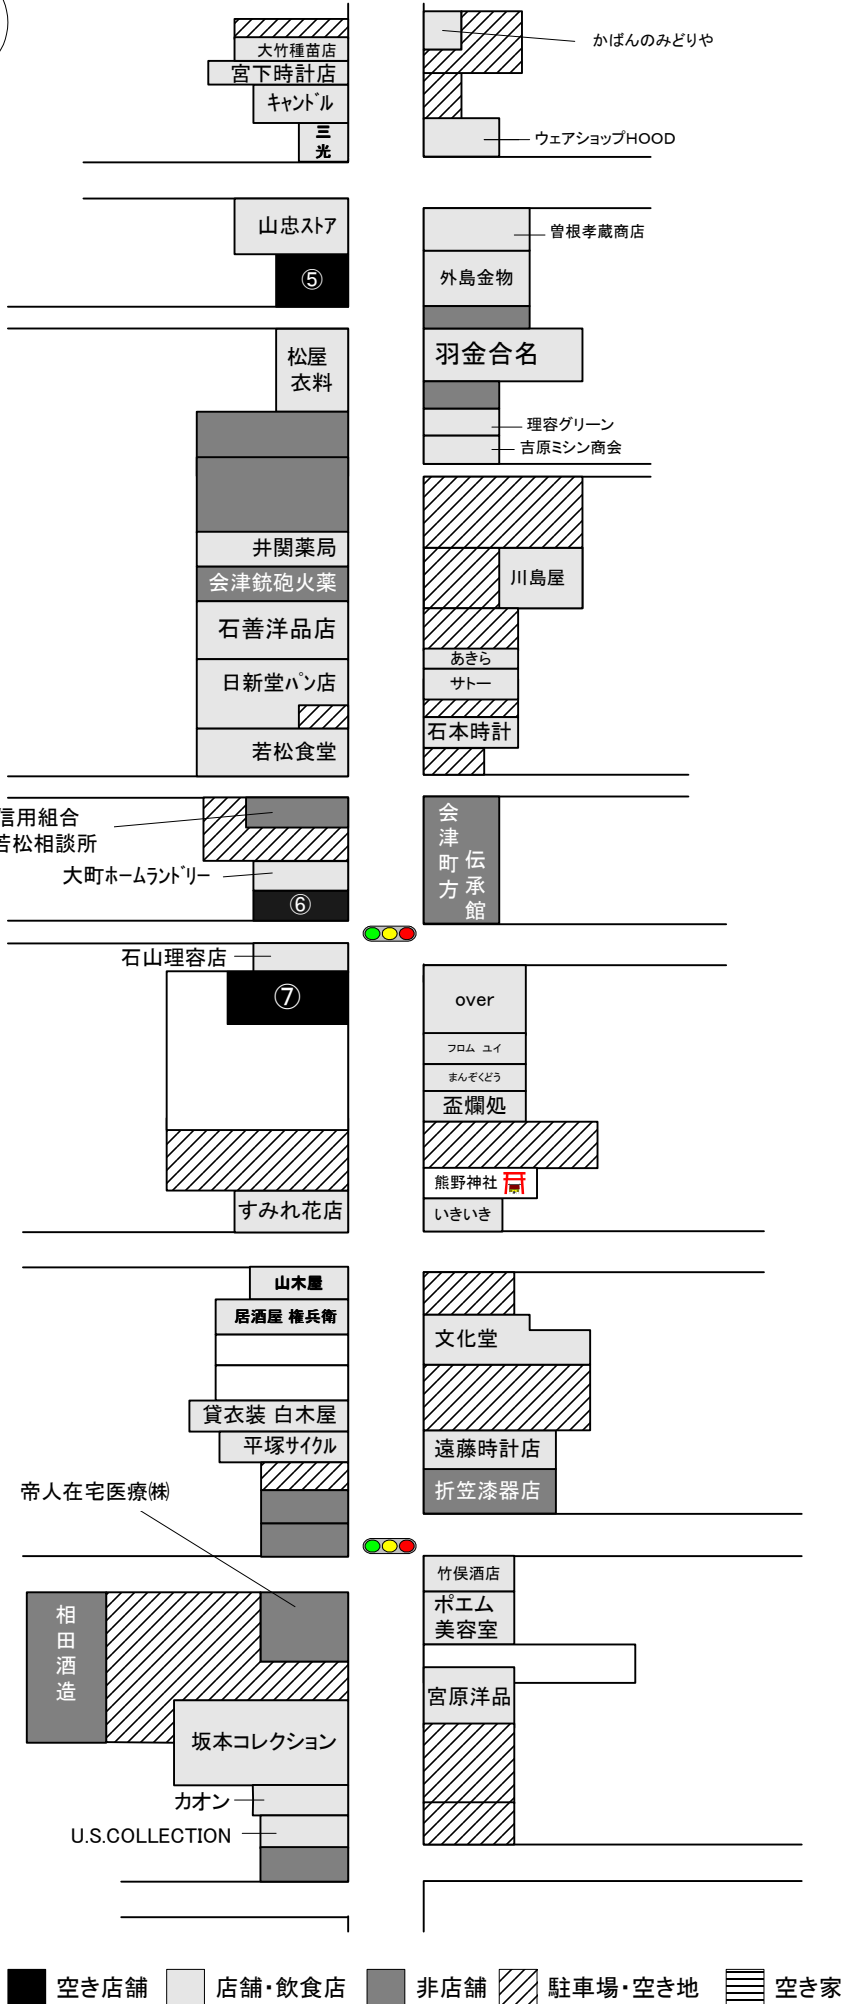 大竹種苗店
宮下時計店
キャンドル
三
光
かばんのみどりや
ウェアショップHOOD
山忠ストア
⑤
曽根孝蔵商店
外島金物
羽金合名
理容グリーン
吉原ミシン商会
松屋
衣料
井関薬局
会津銃砲火薬
石善洋品店
日新堂パン店
若松食堂
川島屋
あきら
サトー
石本時計
信用組合
若松相談所
大町ホームランドリー
⑥
会津町方
伝承館
石山理容店
⑦
すみれ花店
over
フロム ユイ
まんぞくどう
盃爛処
熊野神社
いきいき
山木屋
居酒屋 権兵衛
貸衣装 白木屋
平塚サイクル
帝人在宅医療㈱
文化堂
遠藤時計店
折笠漆器店
相田酒造
坂本コレクション
カオン
U.S.COLLECTION
竹俣酒店
ポエム
美容室
宮原洋品
空き店舗 店舗・飲食店 非店舗 駐車場・空き地 空き家